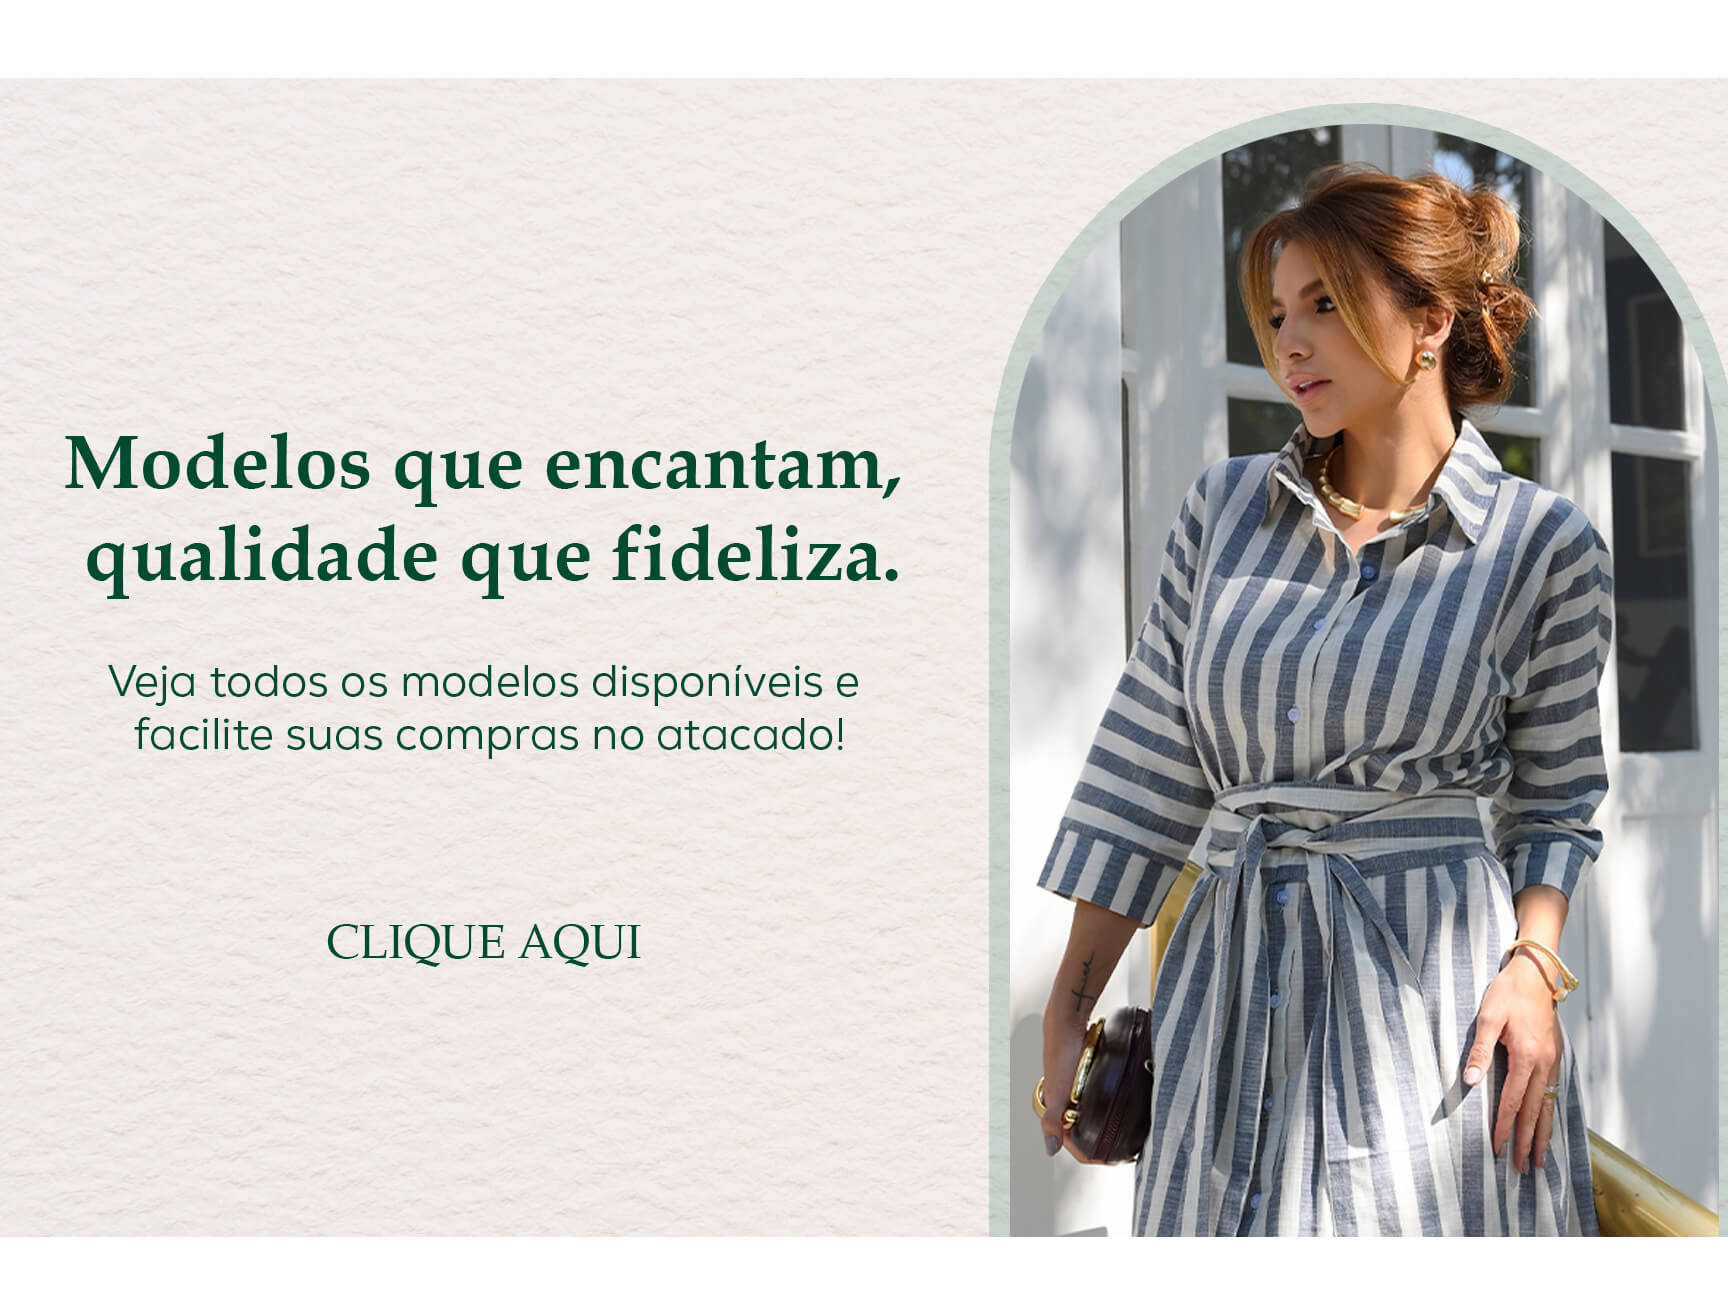 Modelos que encantam,
qualidade que fideliza.
Veja todos os modelos disponíveis e
facilite suas compras no atacado!
CLIQUE AQUI